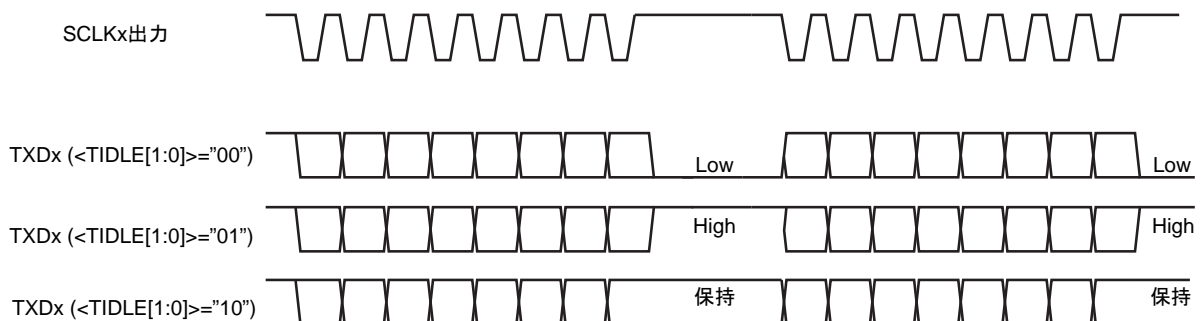 SCLKx出力
TXDx (<TIDLE[1:0]>=”00”)
Low
Low
TXDx (<TIDLE[1:0]>=”01”)
High
High
TXDx (<TIDLE[1:0]>=”10”)
保持
保持